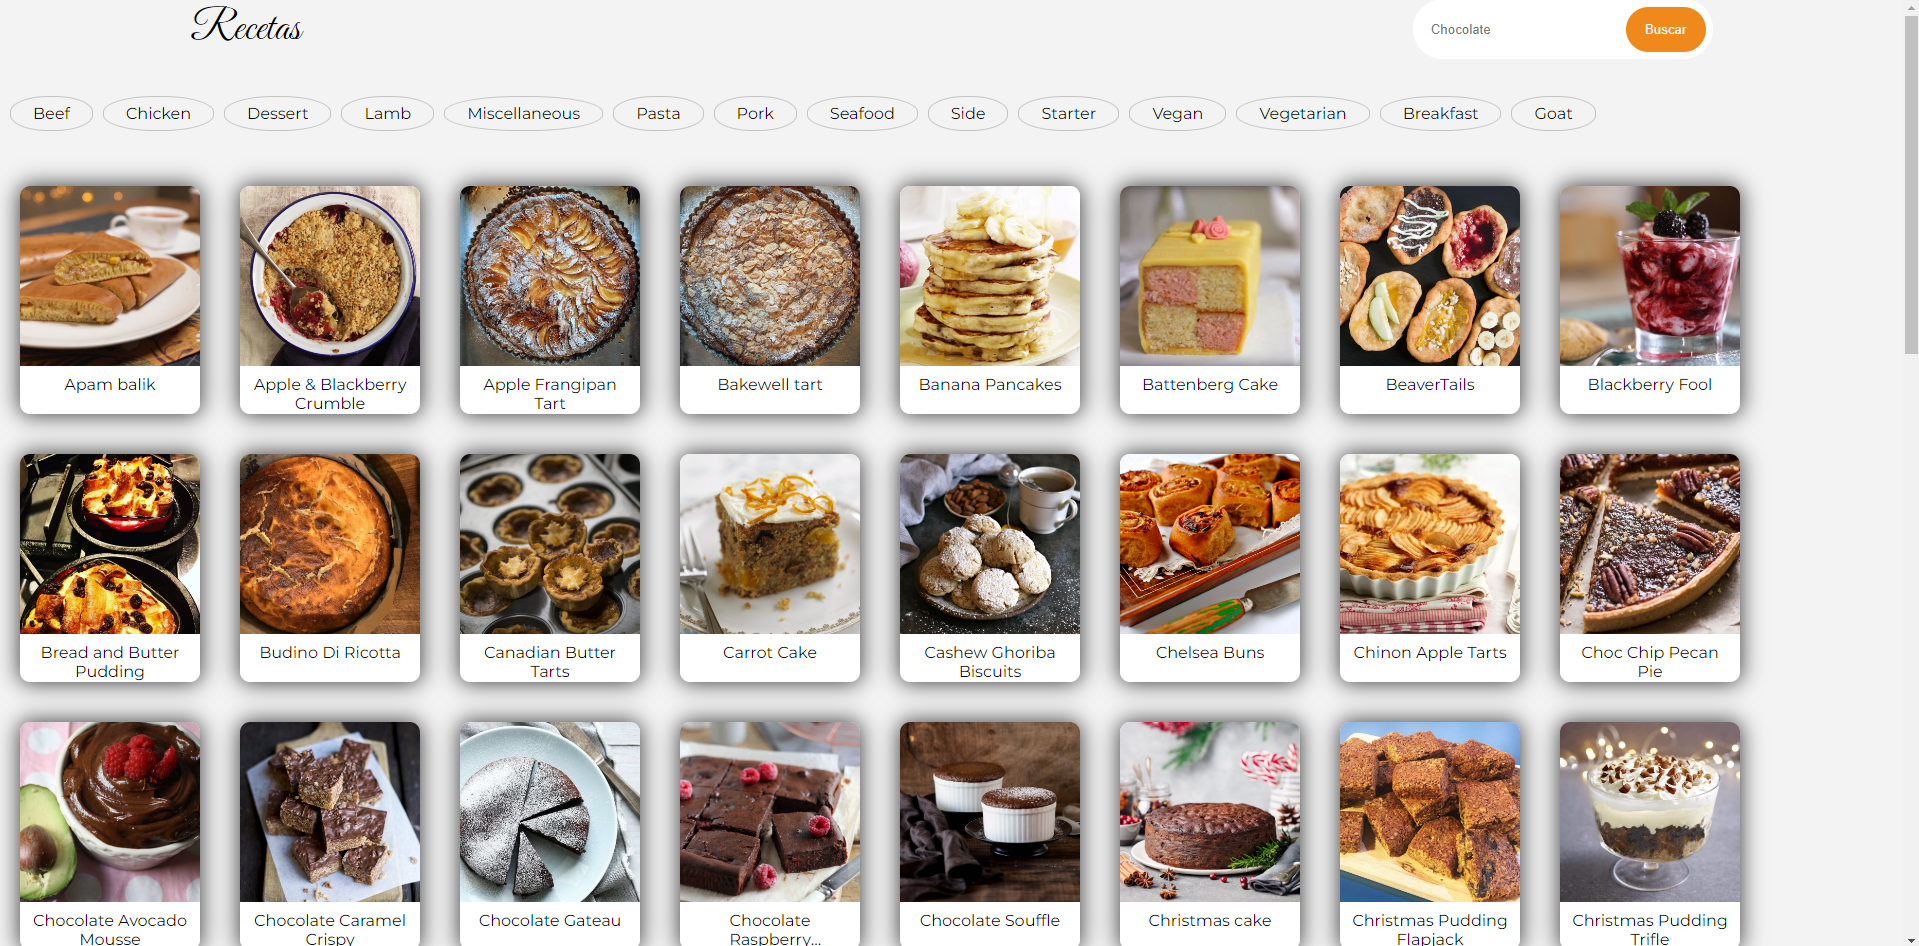 Recetas
Chocolate
Buscar
Beef
Chicken
Dessert
Lamb
Miscellaneous
Pasta
Pork
Seafood
Side
Starter
Vegan
Vegetarian
Breakfast
Goat
Apam balik
Apple & Blackberry
Crumble
Apple Frangipan
Tart
Bakewell tart
Banana Pancakes
Battenberg Cake
BeaverTails
Blackberry Fool
Bread and Butter
Pudding
Budino Di Ricotta
Canadian Butter
Tarts
Carrot Cake
Cashew Ghoriba
Biscuits
Chelsea Buns
Chinon Apple Tarts
Choc Chip Pecan
Pie
Chocolate Avocado
Mousse
Chocolate Caramel
Crispy
Chocolate Gateau
Chocolate
Raspberry...
Chocolate Souffle
Christmas cake
Christmas Pudding
Flapjack
Christmas Pudding
Trifle